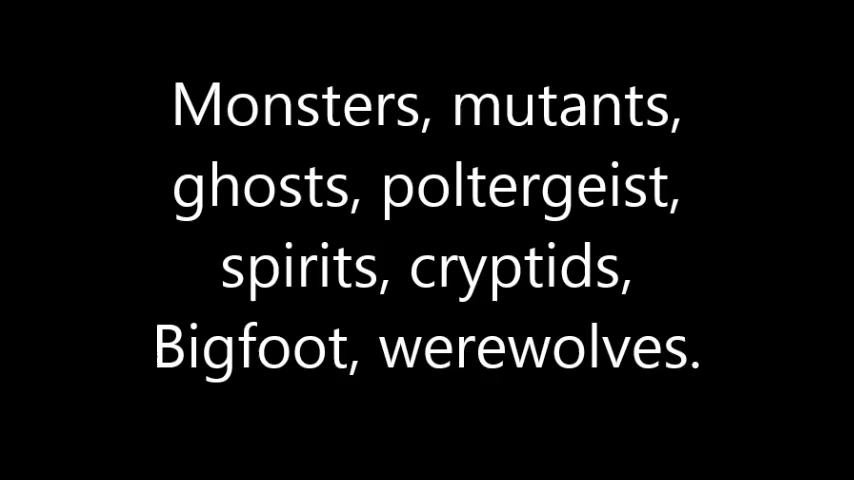 Monsters, mutants,
ghosts, poltergeist,
spirits, cryptids,
Bigfoot, werewolves.